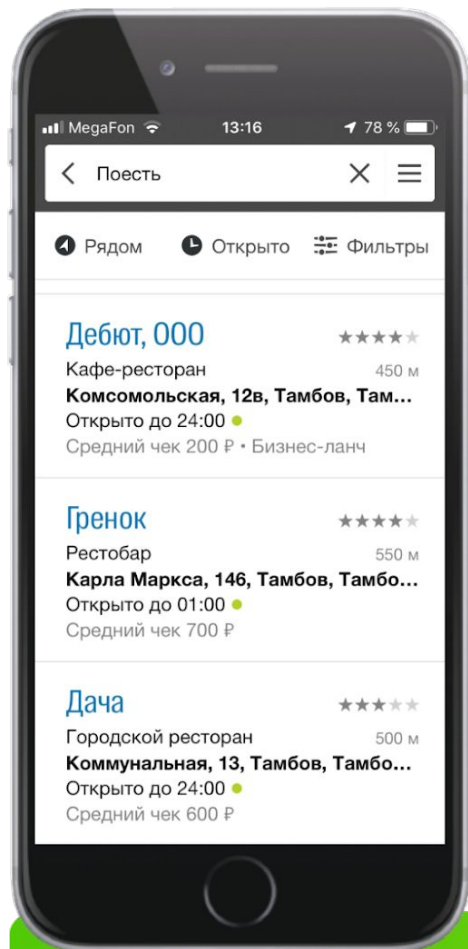 MegaFon 13:16 78 %
Поесть
Рядом Открыто Фильтры
Дебют, ООО
Кафе-ресторан 450 м
Комсомольская, 12в, Тамбов, Там...
Открыто до 24:00
Средний чек 200 ₽ • Бизнес-ланч
Гренок
Рестобар 550 м
Карла Маркса, 146, Тамбов, Тамбо...
Открыто до 01:00
Средний чек 700 ₽
Дача
Городской ресторан 500 м
Коммунальная, 13, Тамбов, Тамбо...
Открыто до 24:00
Средний чек 600 ₽